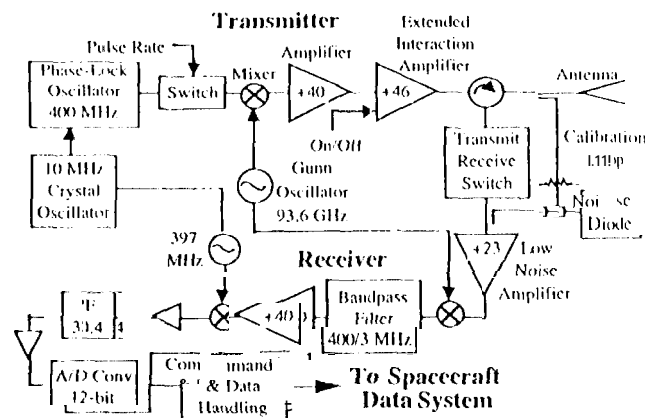 Transmitter
Pulse Rate
Phase-Lock
Oscillator
400 MHz
Switch
Mixer
Amplifier
+40
Extended
Interaction
Amplifier
+46
On/Off
Antenna
10 MHz
Crystal
Oscillator
Gunn
Oscillator
93.6 GHz
Transmit
Receive
Switch
Calibration
Diode
397
MHz
Receiver
+23
Low
Noise
Amplifier
Bandpass
Filter
400/3 MHz
+40
A/D Conv
12-bit
& Data
Handling
To Spacecraft
Data System